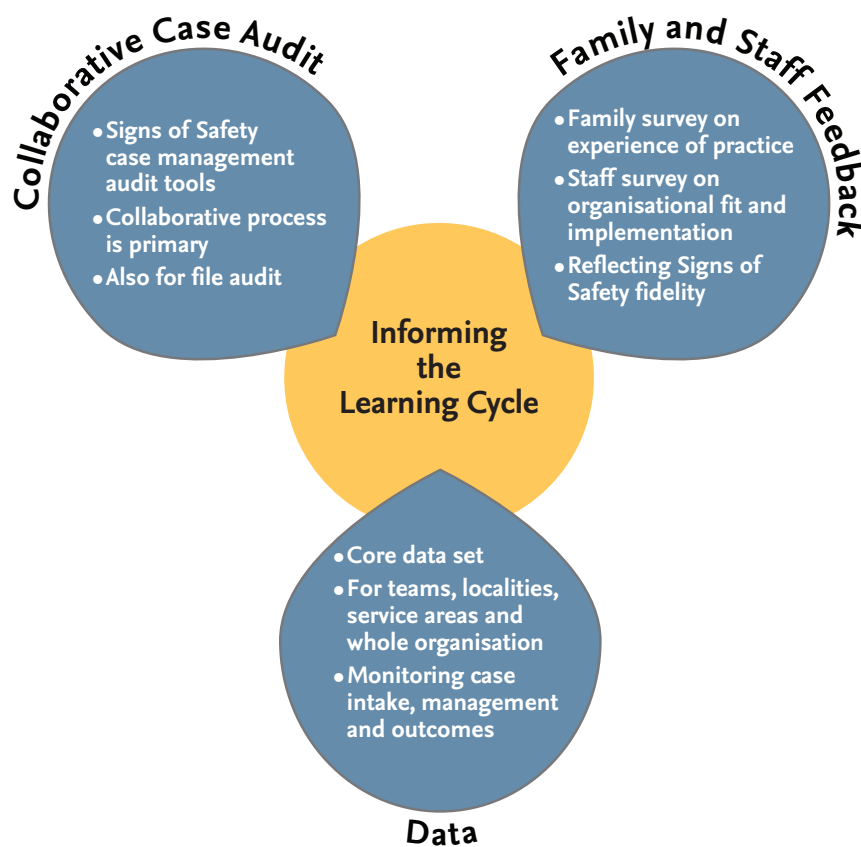 Collaborative Case Audit
• Signs of Safety
case management
audit tools
• Collaborative process
is primary
• Also for file audit
Family and Staff Feedback
• Family survey on
experience of practice
• Staff survey on
organisational fit and
implementation
• Reflecting Signs of
Safety fidelity
Informing
the
Learning Cycle
• Core data set
• For teams, localities,
service areas and
whole organisation
• Monitoring case
intake, management
and outcomes
Data